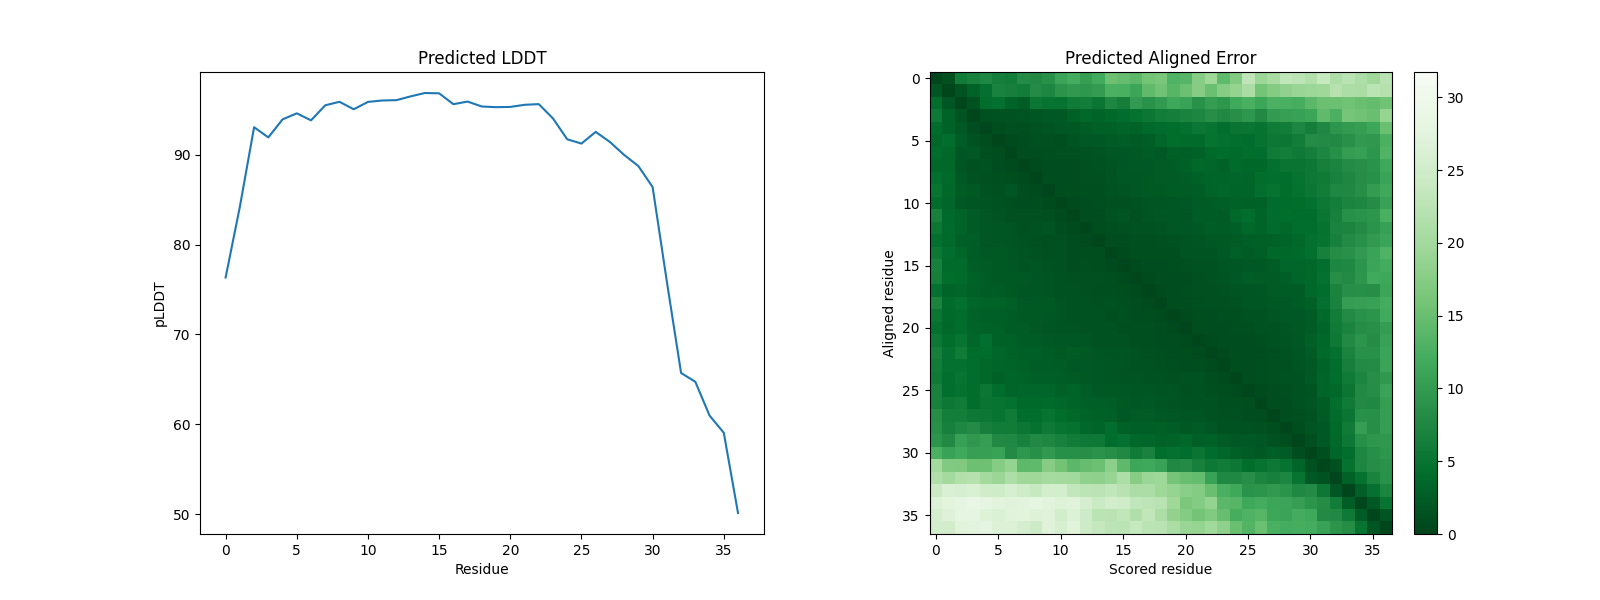 Predicted LDDT
pLDDT
90
80
70
60
50
0 5 10 15 20 25 30 35
Residue
Predicted Aligned Error
Aligned residue
0
5
10
15
20
25
30
35
0 5 10 15 20 25 30 35
Scored residue
30
25
20
15
10
5
0